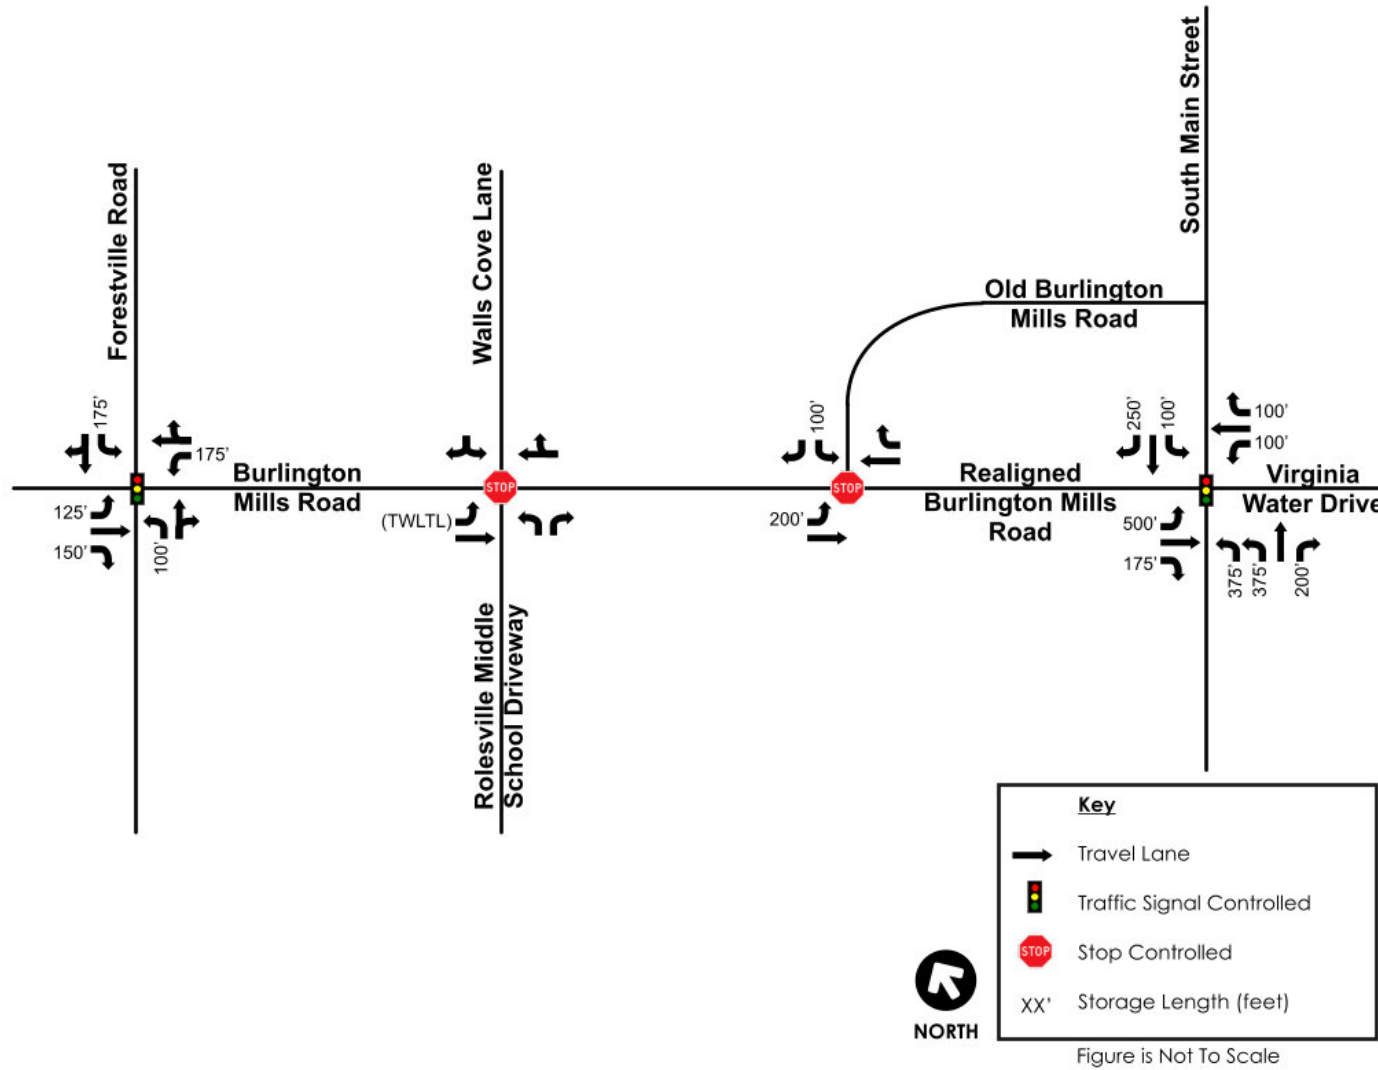 South Main Street
Forestville Road
Walls Cove Lane
Old Burlington
Mills Road
175'
175'
100'
250'
100'
100'
100'
Burlington
Mills Road
STOP
STOP
Realigned
Burlington Mills
Road
Virginia
Water Drive
125'
150'
100'
(TWLTL)
200'
500'
175'
375'
375'
200'
Rolesville Middle
School Driveway
Key
Travel Lane
Traffic Signal Controlled
STOP
Stop Controlled
XX'
Storage Length (feet)
NORTH
Figure is Not To Scale